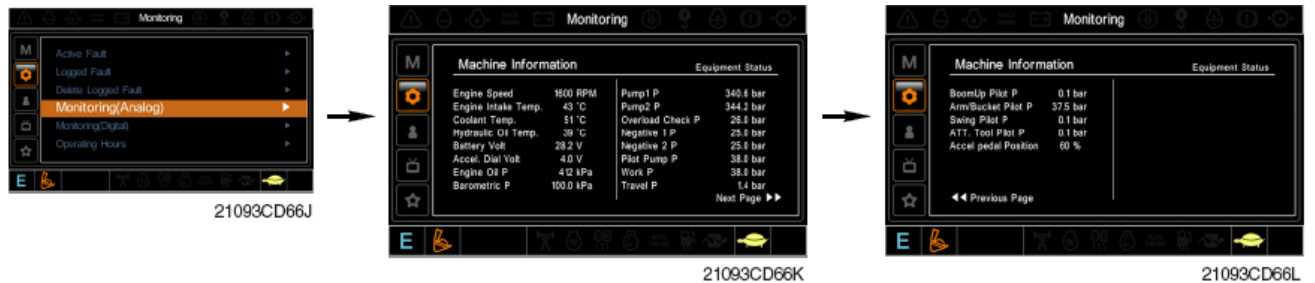 CHECK ENGINE
Monitoring
M
Active Fault
Logged Fault
Delete Logged Fault
Monitoring(Analog)
Monitoring(Digital)
Operating Hours
E
21093CD66J
Monitoring
M
Machine Information
Equipment Status
Engine Speed 1600 RPM
Engine Intake Temp. 43 °C
Coolant Temp. 51 °C
Hydraulic Oil Temp. 39 °C
Battery Volt 28.2 V
Accel. Dial Volt 4.0 V
Engine Oil P 412 kPa
Barometric P 100.0 kPa
Pump1 P 340.6 bar
Pump2 P 344.2 bar
Overload Check P 26.0 bar
Negative 1 P 25.0 bar
Negative 2 P 25.0 bar
Pilot Pump P 38.0 bar
Work P 38.0 bar
Travel P 1.4 bar
Next Page
E
AUTO CRUISE
21093CD66K
Monitoring
M
Machine Information
Equipment Status
BoomUp Pilot P 0.1 bar
Arm/Bucket Pilot P 37.5 bar
Swing Pilot P 0.1 bar
ATT. Tool Pilot P 0.1 bar
Accel pedal Position 60 %
Previous Page
E
AUTO CRUISE
21093CD66L